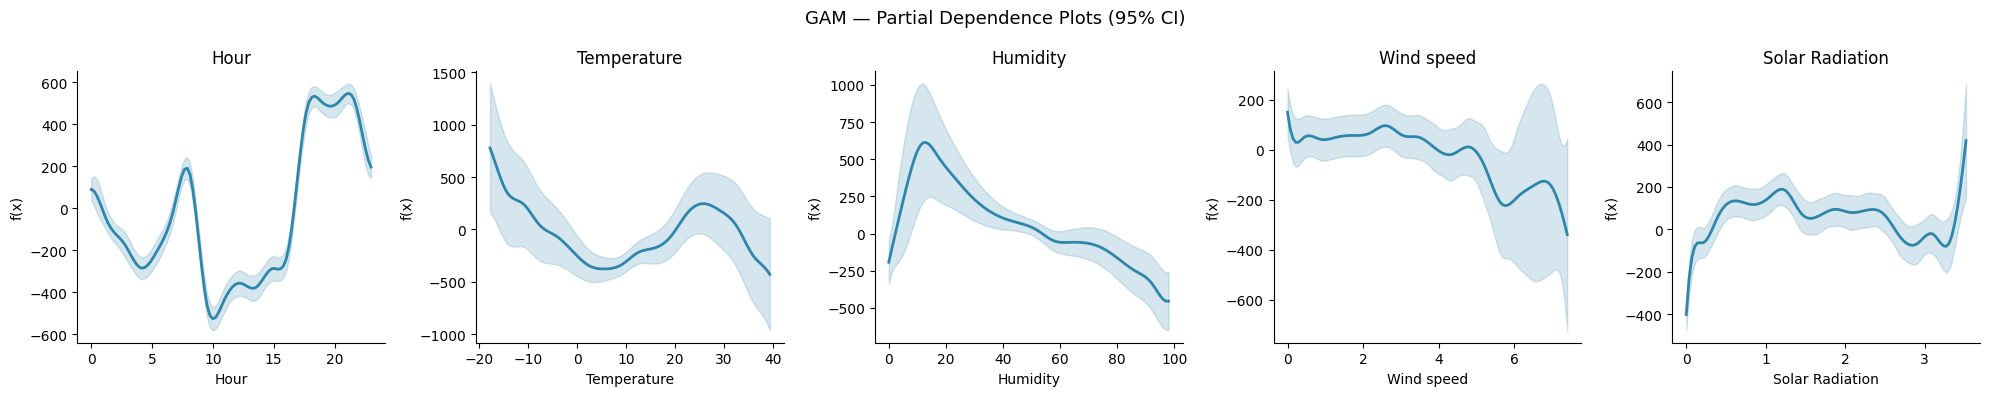 GAM — Partial Dependence Plots (95% CI)
Hour
f(x)
600
400
200
0
−200
−400
−600
0 5 10 15 20
Hour
Temperature
f(x)
1500
1000
500
0
−500
−1000
−20 −10 0 10 20 30 40
Temperature
Humidity
f(x)
1000
750
500
250
0
−250
−500
0 20 40 60 80 100
Humidity
Wind speed
f(x)
200
0
−200
−400
−600
0 2 4 6
Wind speed
Solar Radiation
f(x)
600
400
200
0
−200
−400
0 1 2 3
Solar Radiation